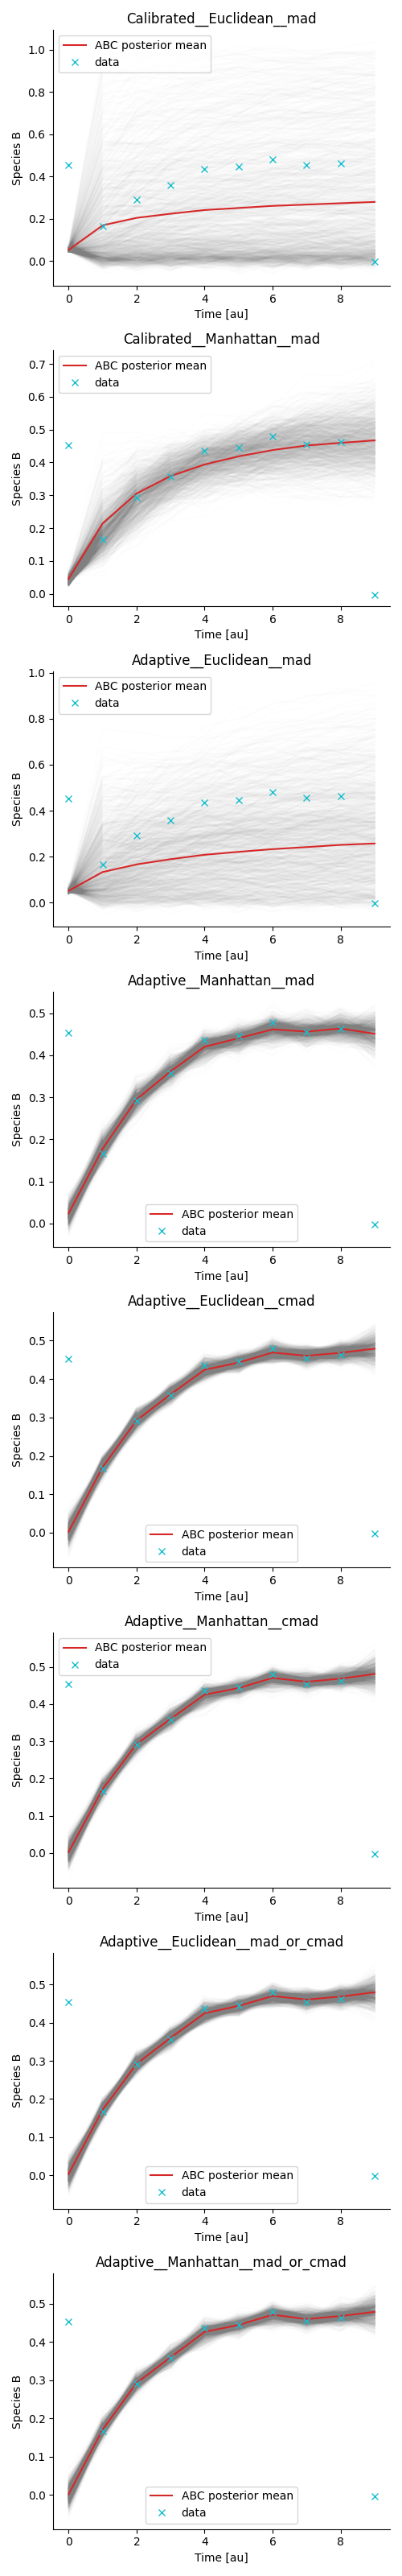 Calibrated__Euclidean__mad
1.0
0.8
0.6
0.4
0.2
0.0
Species B
ABC posterior mean
data
0 2 4 6 8
Time [au]
Calibrated__Manhattan__mad
0.7
0.6
0.5
0.4
0.3
0.2
0.1
0.0
Species B
ABC posterior mean
data
0 2 4 6 8
Time [au]
Adaptive__Euclidean__mad
1.0
0.8
0.6
0.4
0.2
0.0
Species B
ABC posterior mean
data
0 2 4 6 8
Time [au]
Adaptive__Manhattan__mad
0.5
0.4
0.3
0.2
0.1
0.0
Species B
ABC posterior mean
data
0 2 4 6 8
Time [au]
Adaptive__Euclidean__cmad
0.5
0.4
0.3
0.2
0.1
0.0
Species B
ABC posterior mean
data
0 2 4 6 8
Time [au]
Adaptive__Manhattan__cmad
0.5
0.4
0.3
0.2
0.1
0.0
Species B
ABC posterior mean
data
0 2 4 6 8
Time [au]
Adaptive__Euclidean__mad_or_cmad
0.5
0.4
0.3
0.2
0.1
0.0
Species B
ABC posterior mean
data
0 2 4 6 8
Time [au]
Adaptive__Manhattan__mad_or_cmad
0.5
0.4
0.3
0.2
0.1
0.0
Species B
ABC posterior mean
data
0 2 4 6 8
Time [au]